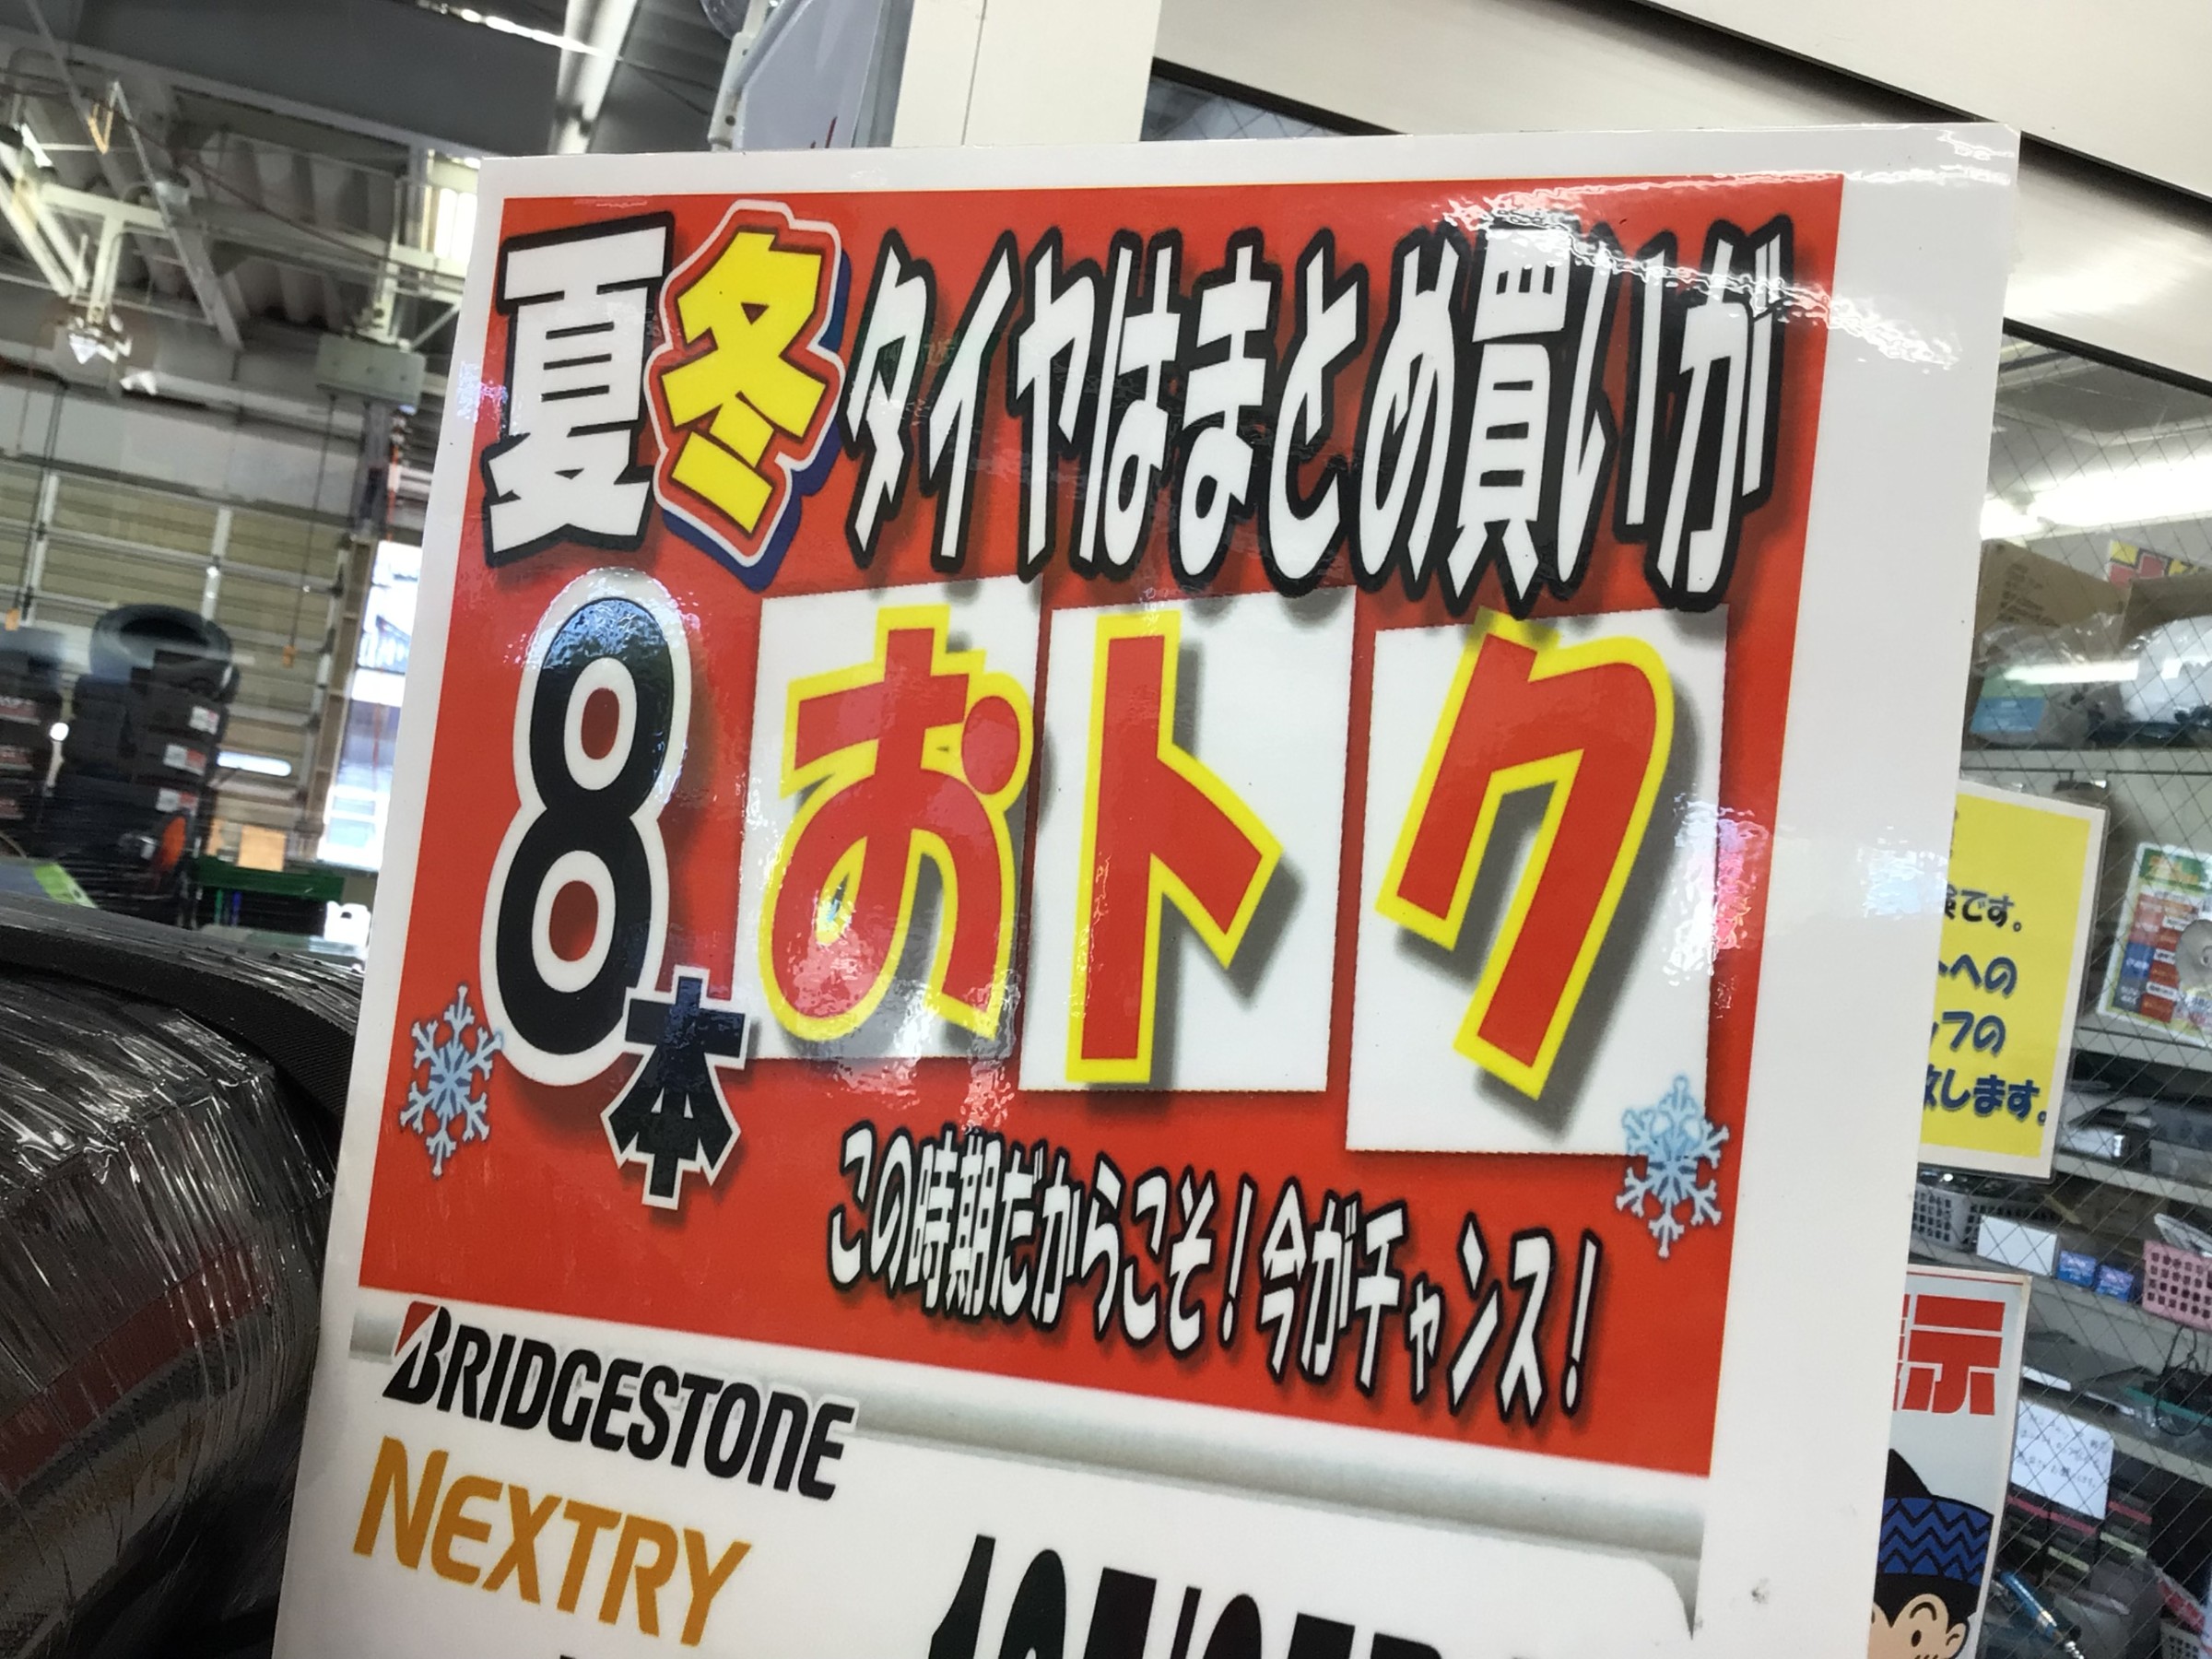 夏冬タイヤはまとめ買いが
8本おトク
この時期だからこそ!今がチャンス!
BRIDGESTONE
NEXTRY
です。
への
フの
します。
示